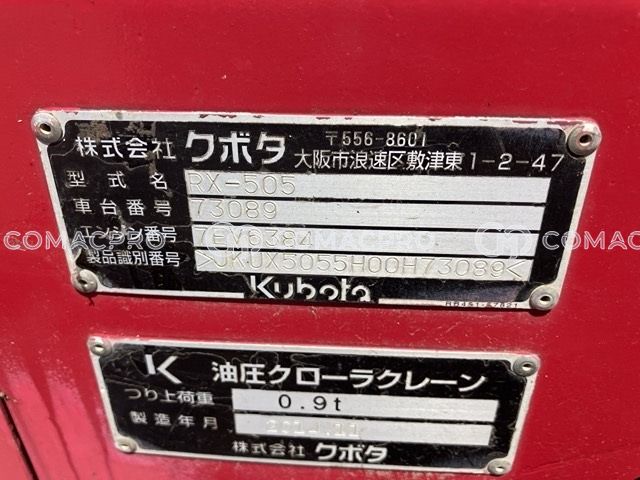 株式会社 クボタ
〒556-8601
大阪市浪速区敷津東1-2-47
型式名 RX-505
車台番号 73089
エンジン番号 7EV6384
製品識別番号 >JKUX5055H00H73089<
Kubota
COMACPRO COMACPRO COMACPRO
K 油圧クローラクレーン
つり上荷重 0.9t
製造年月
株式会社 クボタ